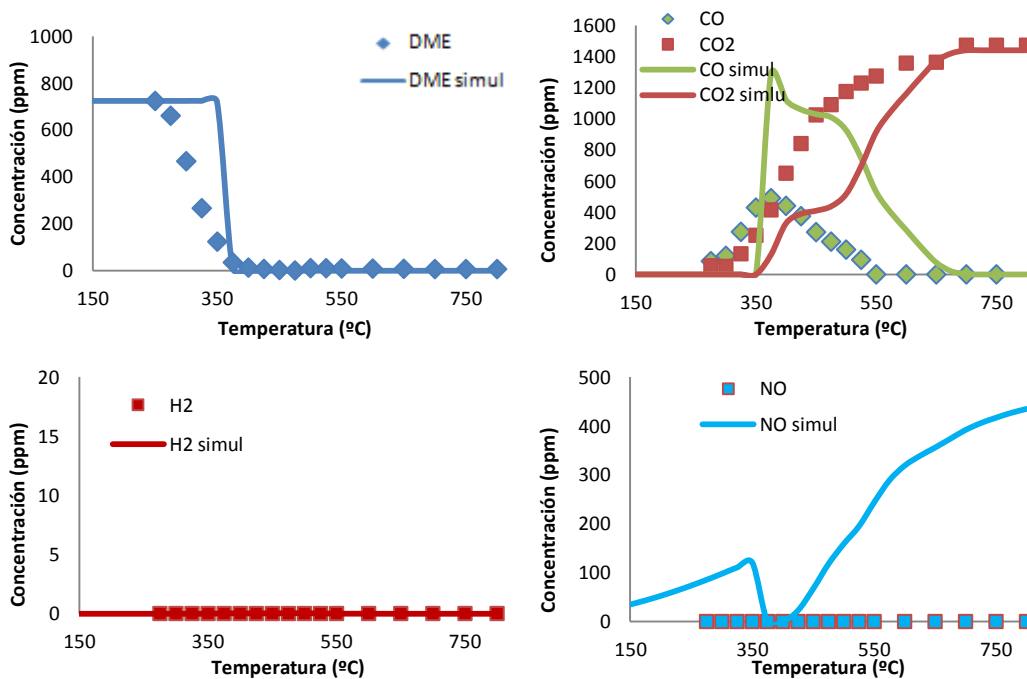 1000
800
600
400
200
0
150
350
550
750
Concentración (ppm)
Temperatura (ºC)
DME
DME simul
1600
1400
1200
1000
800
600
400
200
0
150
350
550
750
Concentración (ppm)
Temperatura (ºC)
CO
CO2
CO simul
CO2 simlu
20
15
10
5
0
150
350
550
750
Concentración (ppm)
Temperatura (ºC)
H2
H2 simul
500
400
300
200
100
0
150
350
550
750
Concentración (ppm)
Temperatura (ºC)
NO
NO simul